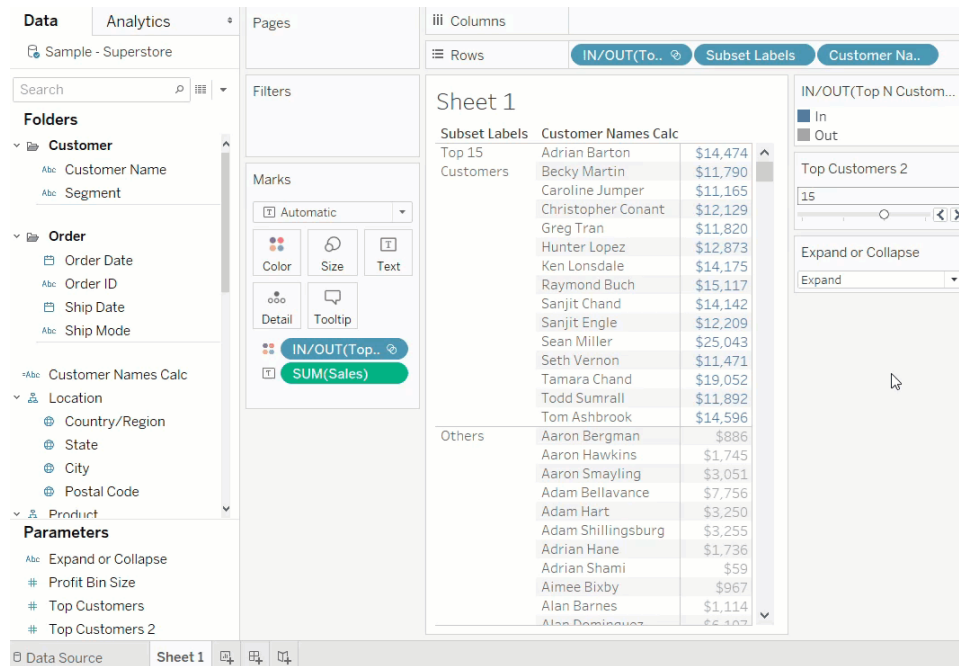 Data
Analytics
Sample - Superstore
Search
Folders
Customer
Abc Customer Name
Abc Segment
Order
Order Date
Abc Order ID
Ship Date
Abc Ship Mode
=Abc Customer Names Calc
Location
Country/Region
State
City
Postal Code
Product
Parameters
Abc Expand or Collapse
# Profit Bin Size
# Top Customers
# Top Customers 2
Pages
Filters
Marks
T Automatic
Color
Size
T Text
Detail
Tooltip
IN/OUT(Top..
T SUM(Sales)
iii Columns
Rows
IN/OUT(To..
Subset Labels
Customer Na..
Sheet 1
Subset Labels Customer Names Calc
Top 15 Adrian Barton $14,474
Customers Becky Martin $11,790
Caroline Jumper $11,165
Christopher Conant $12,129
Greg Tran $11,820
Hunter Lopez $12,873
Ken Lonsdale $14,175
Raymond Buch $15,117
Sanjit Chand $14,142
Sanjit Engle $12,209
Sean Miller $25,043
Seth Vernon $11,471
Tamara Chand $19,052
Todd Sumrall $11,892
Tom Ashbrook $14,596
Others Aaron Bergman $886
Aaron Hawkins $1,745
Aaron Smayling $3,051
Adam Bellavance $7,756
Adam Hart $3,250
Adam Shillingsburg $3,255
Adrian Hane $1,736
Adrian Shami $59
Aimee Bixby $967
Alan Barnes $1,114
Alan Dominguez
IN/OUT(Top N Custom...
In
Out
Top Customers 2
15
Expand or Collapse
Expand
Data Source
Sheet 1